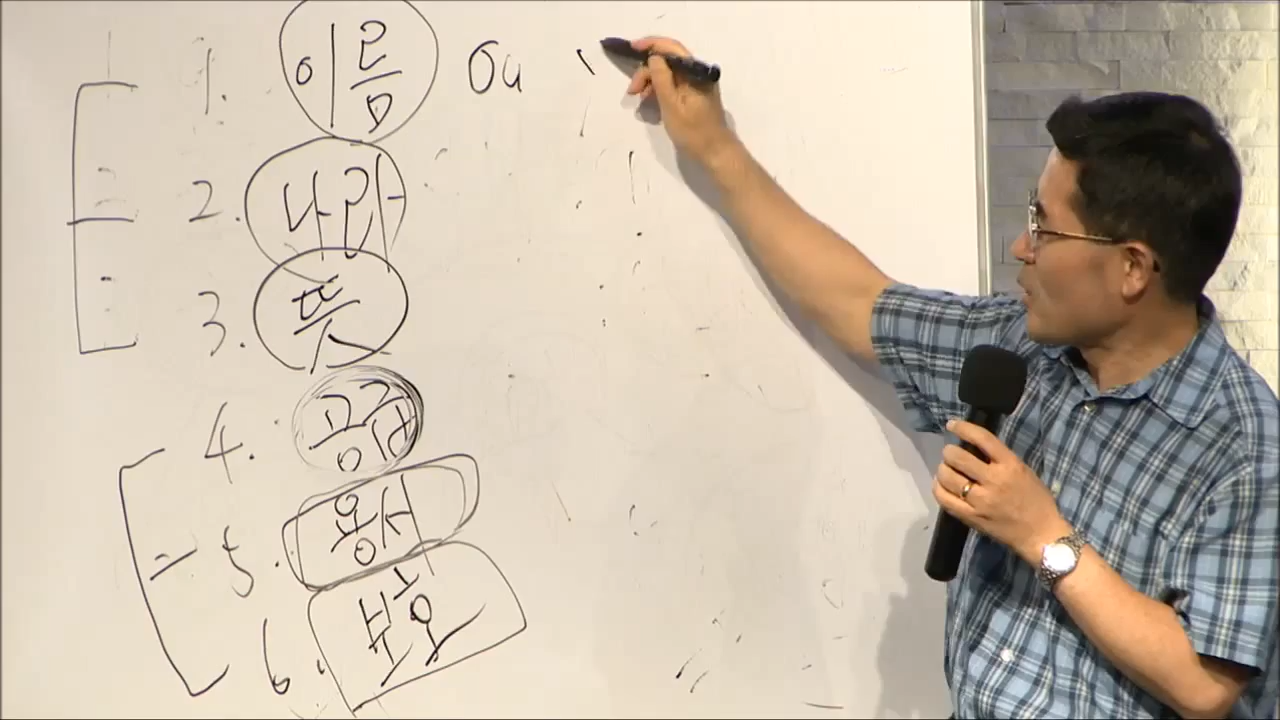 1. 이름 Ou
2. 나라
3. 뜻
4. 공급
5. 용서
6. 보호